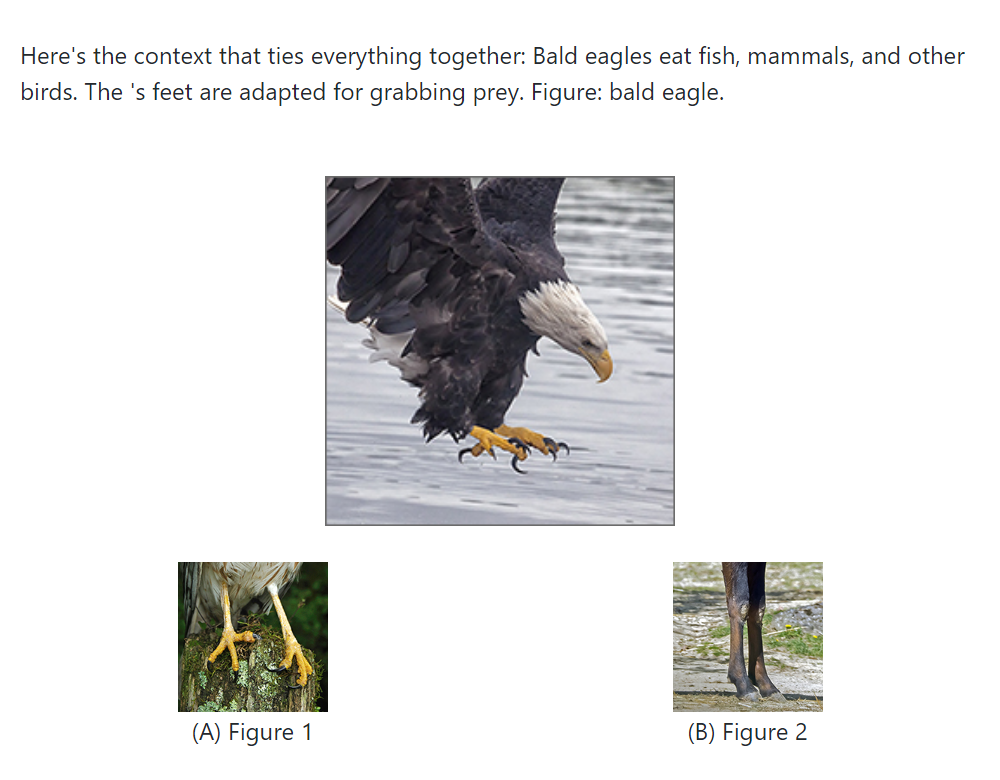 Here's the context that ties everything together: Bald eagles eat fish, mammals, and other
birds. The 's feet are adapted for grabbing prey. Figure: bald eagle.
(A) Figure 1
(B) Figure 2